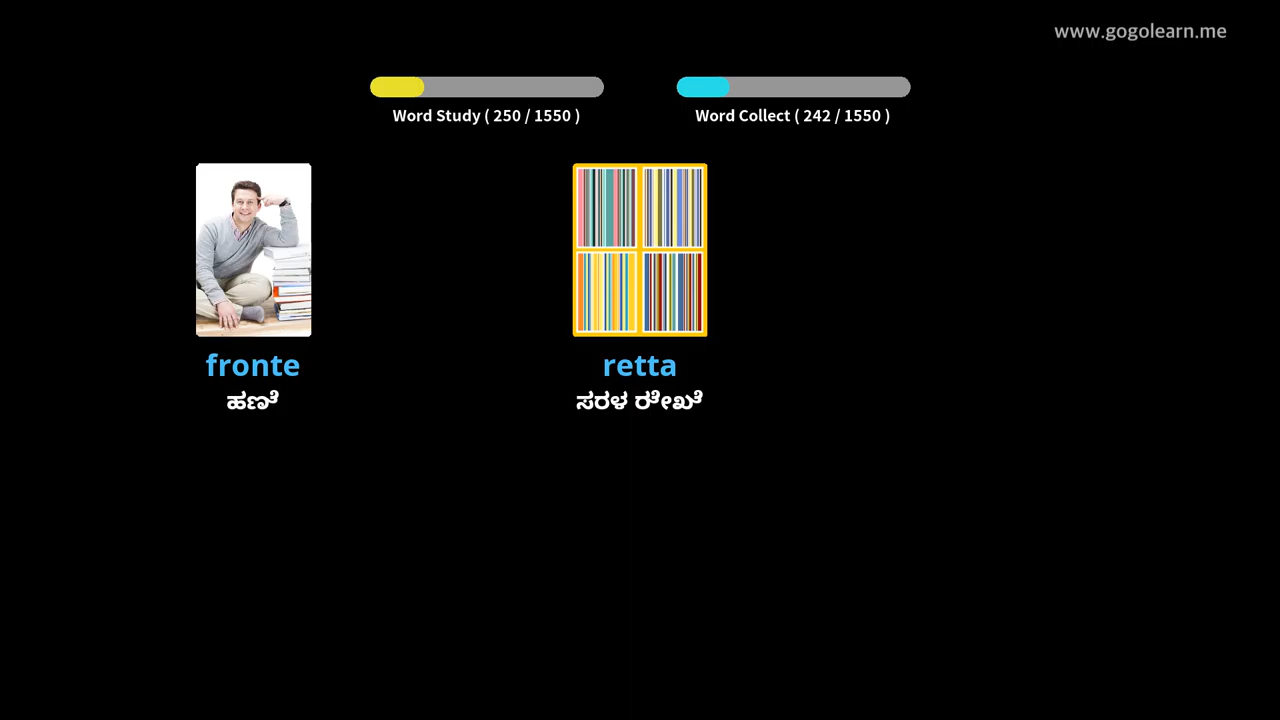 www.gogolearn.me
Word Study ( 250 / 1550 )
Word Collect ( 242 / 1550 )
fronte
ಹಣೆ
retta
ಸರಳ ರೇಖೆ